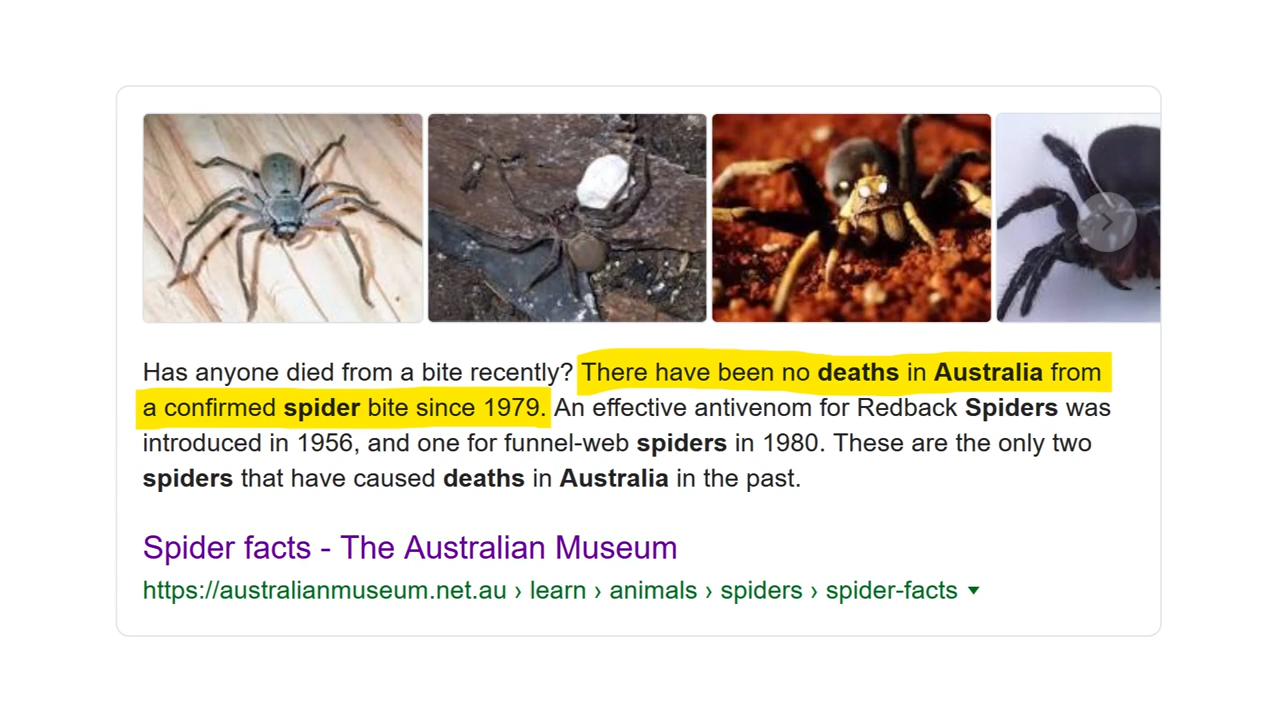 Has anyone died from a bite recently? There have been no deaths in Australia from
a confirmed spider bite since 1979. An effective antivenom for Redback Spiders was
introduced in 1956, and one for funnel-web spiders in 1980. These are the only two
spiders that have caused deaths in Australia in the past.
Spider facts - The Australian Museum
https://australianmuseum.net.au › learn › animals › spiders › spider-facts